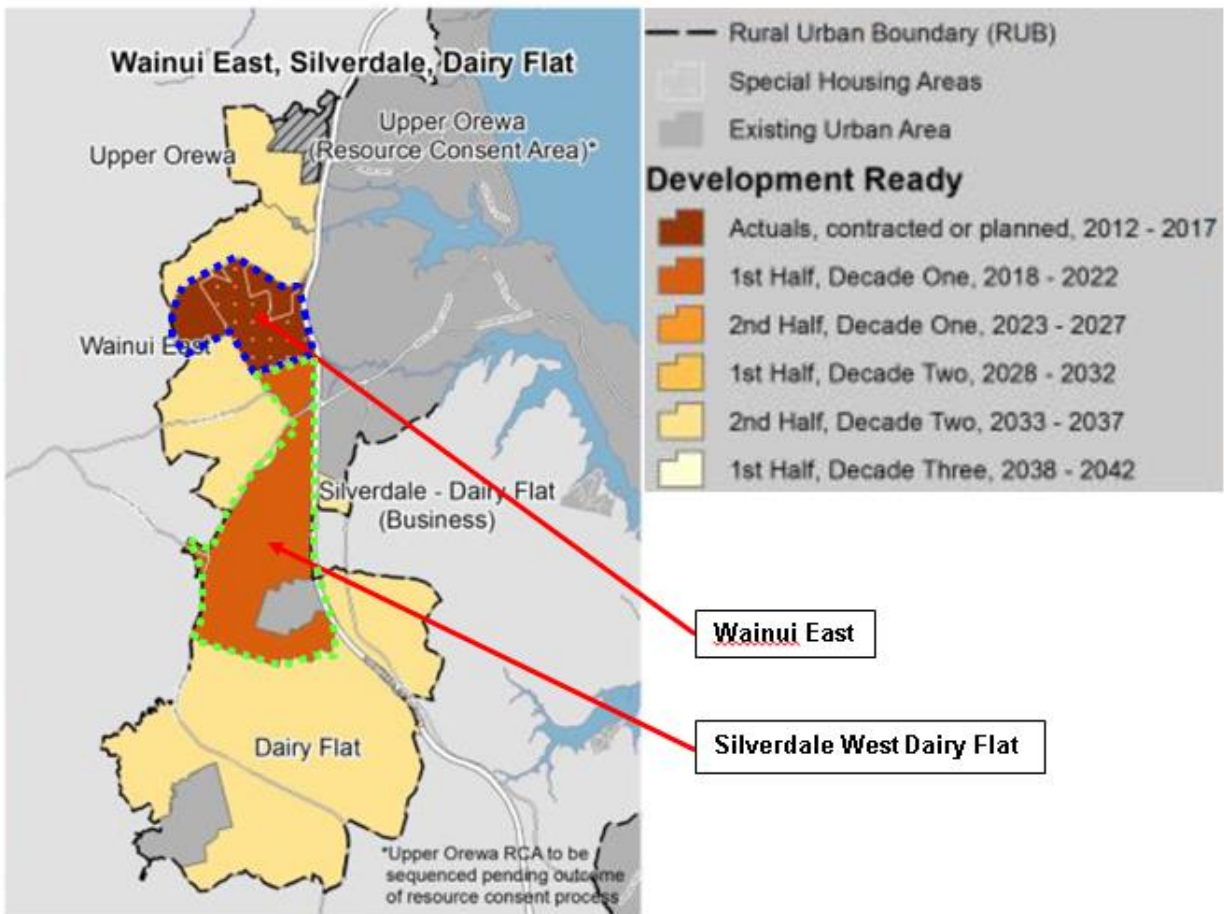 Wainui East, Silverdale, Dairy Flat
Upper Orewa
(Resource Consent Area)*
Upper Orewa
Wainui East
Silverdale - Dairy Flat
(Business)
Dairy Flat
*Upper Orewa RCA to be
sequenced pending outcome
of resource consent process
Rural Urban Boundary (RUB)
Special Housing Areas
Existing Urban Area
Development Ready
Actuals, contracted or planned, 2012 - 2017
1st Half, Decade One, 2018 - 2022
2nd Half, Decade One, 2023 - 2027
1st Half, Decade Two, 2028 - 2032
2nd Half, Decade Two, 2033 - 2037
1st Half, Decade Three, 2038 - 2042
Wainui East
Silverdale West Dairy Flat